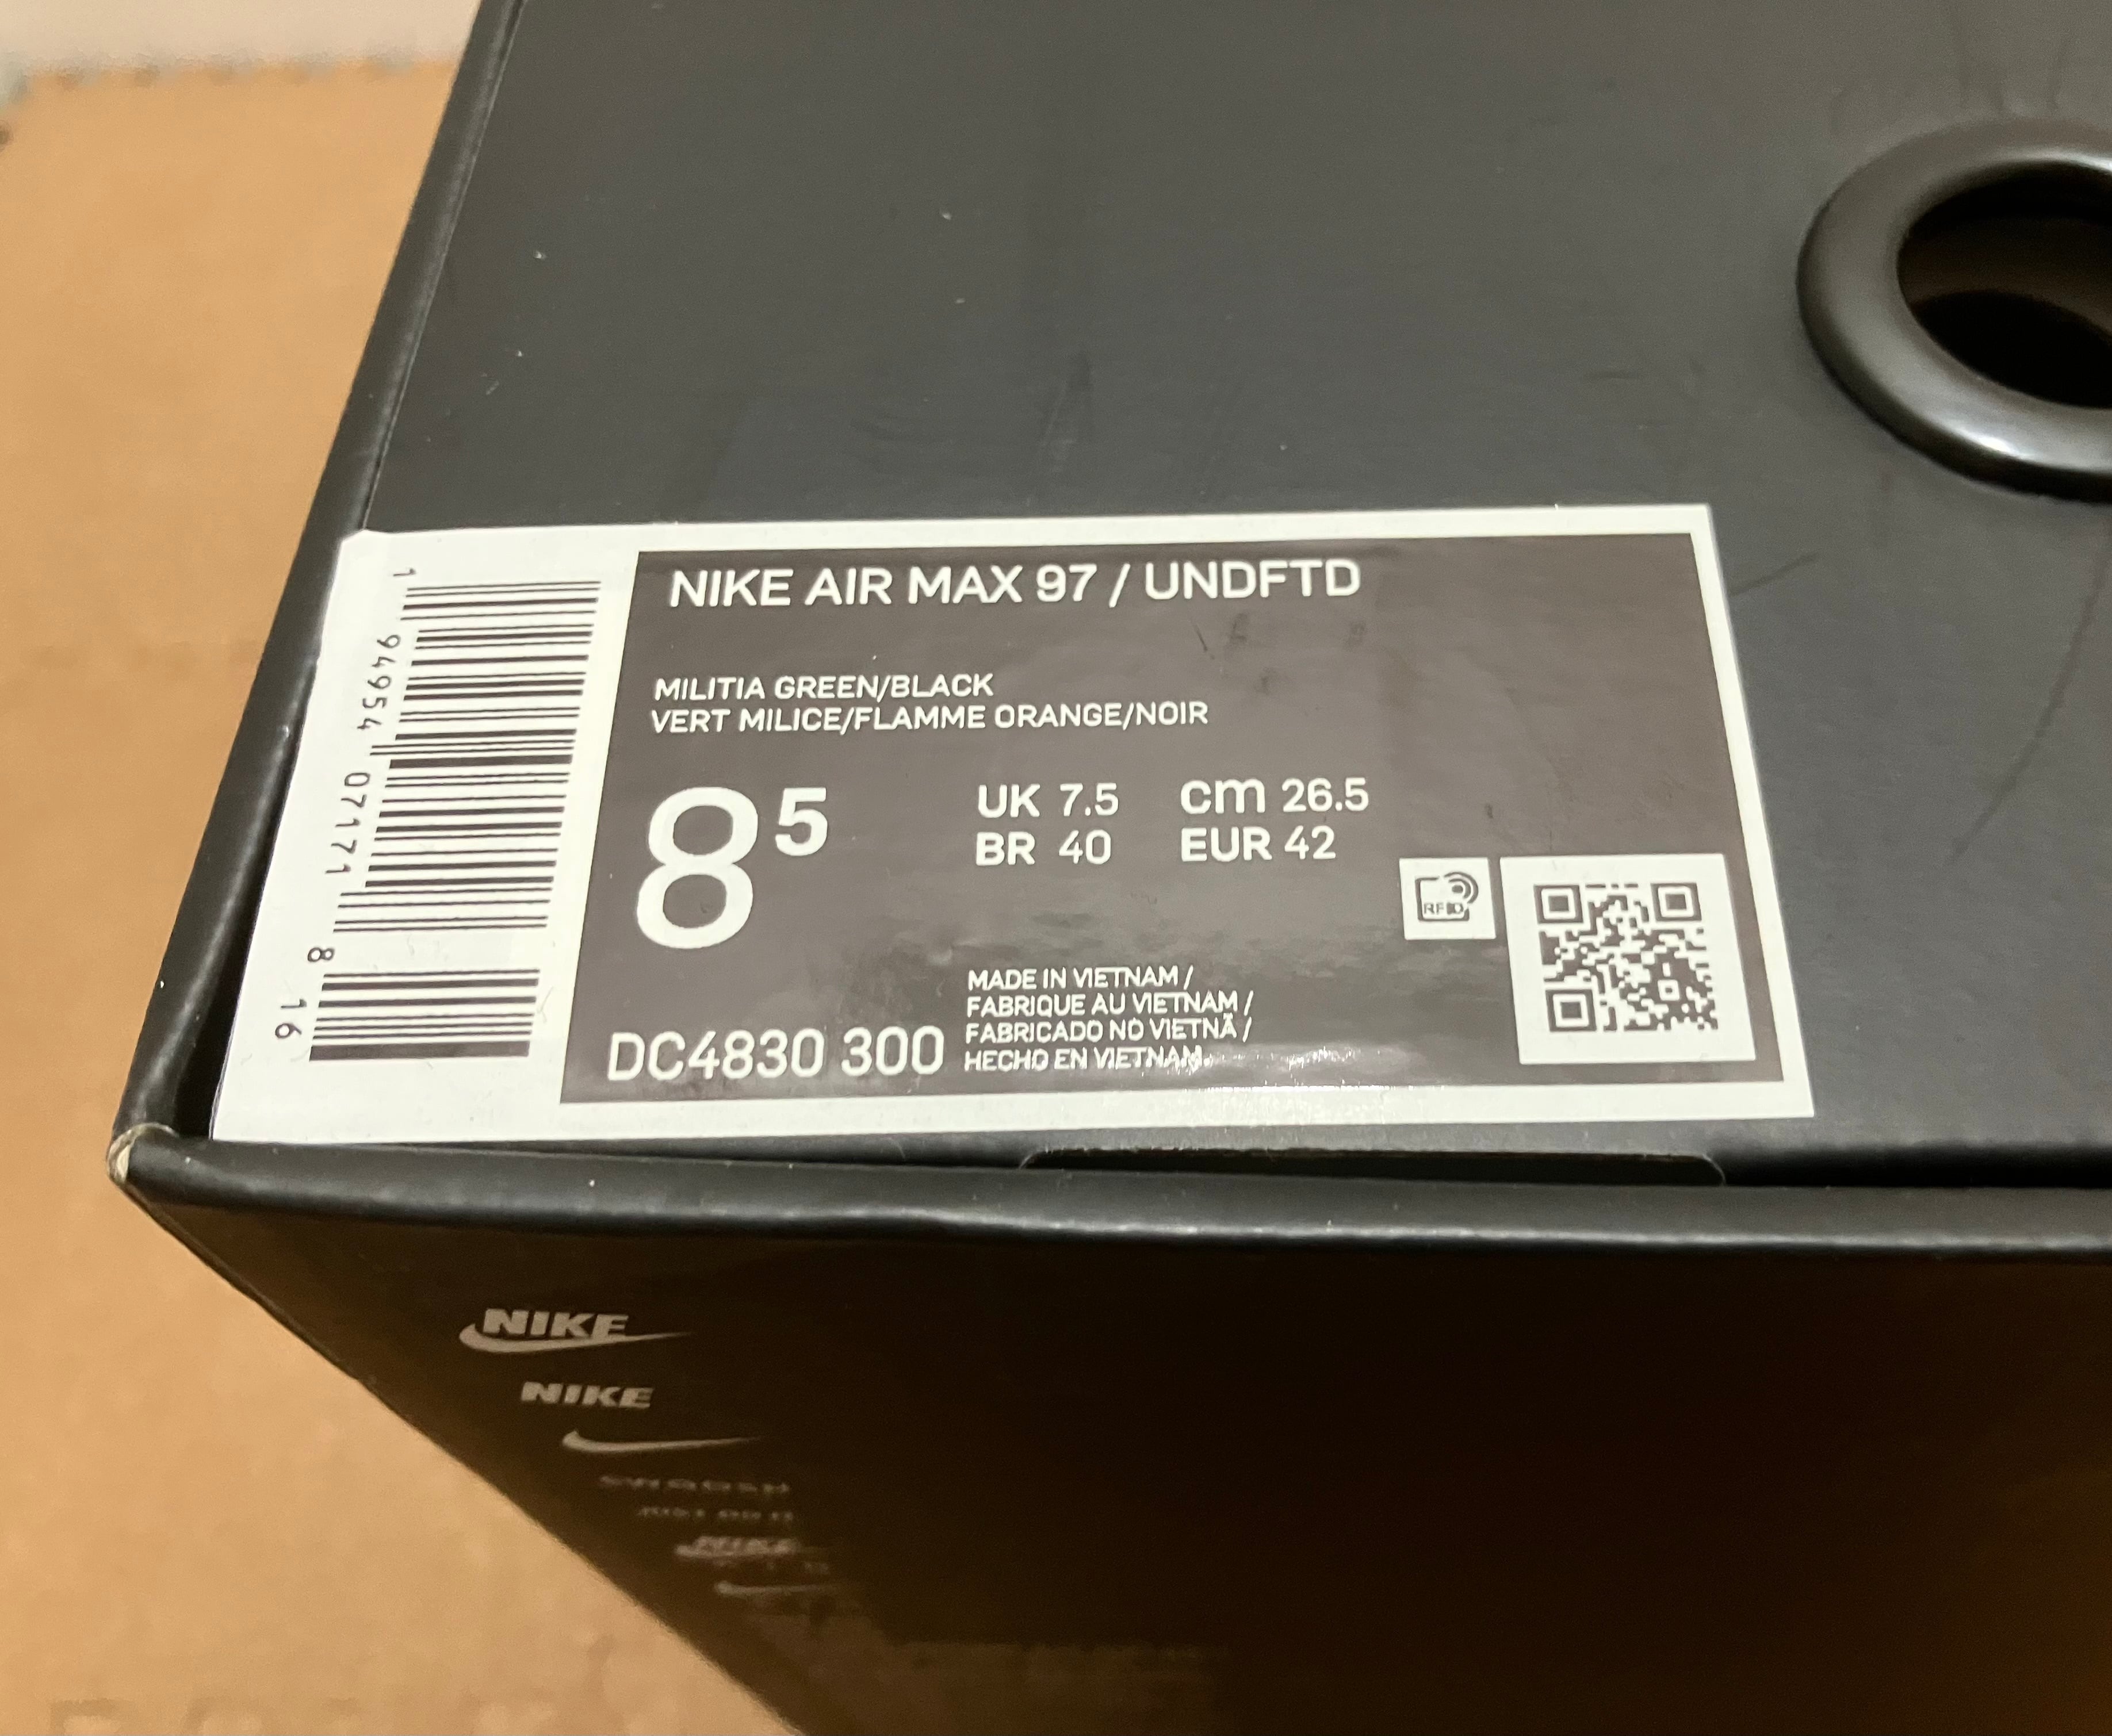 NIKE AIR MAX 97 / UNDFTD
MILITIA GREEN/BLACK
VERT MILICE/FLAMME ORANGE/NOIR
8 5
UK 7.5 cm 26.5
BR 40 EUR 42
RFID
MADE IN VIETNAM /
FABRIQUE AU VIETNAM /
FABRICADO NO VIETNÃ /
HECHO EN VIETNAM
DC4830 300
1 94954 07171 8 16
NIKE
NIKE
SWOOSH
NIKE